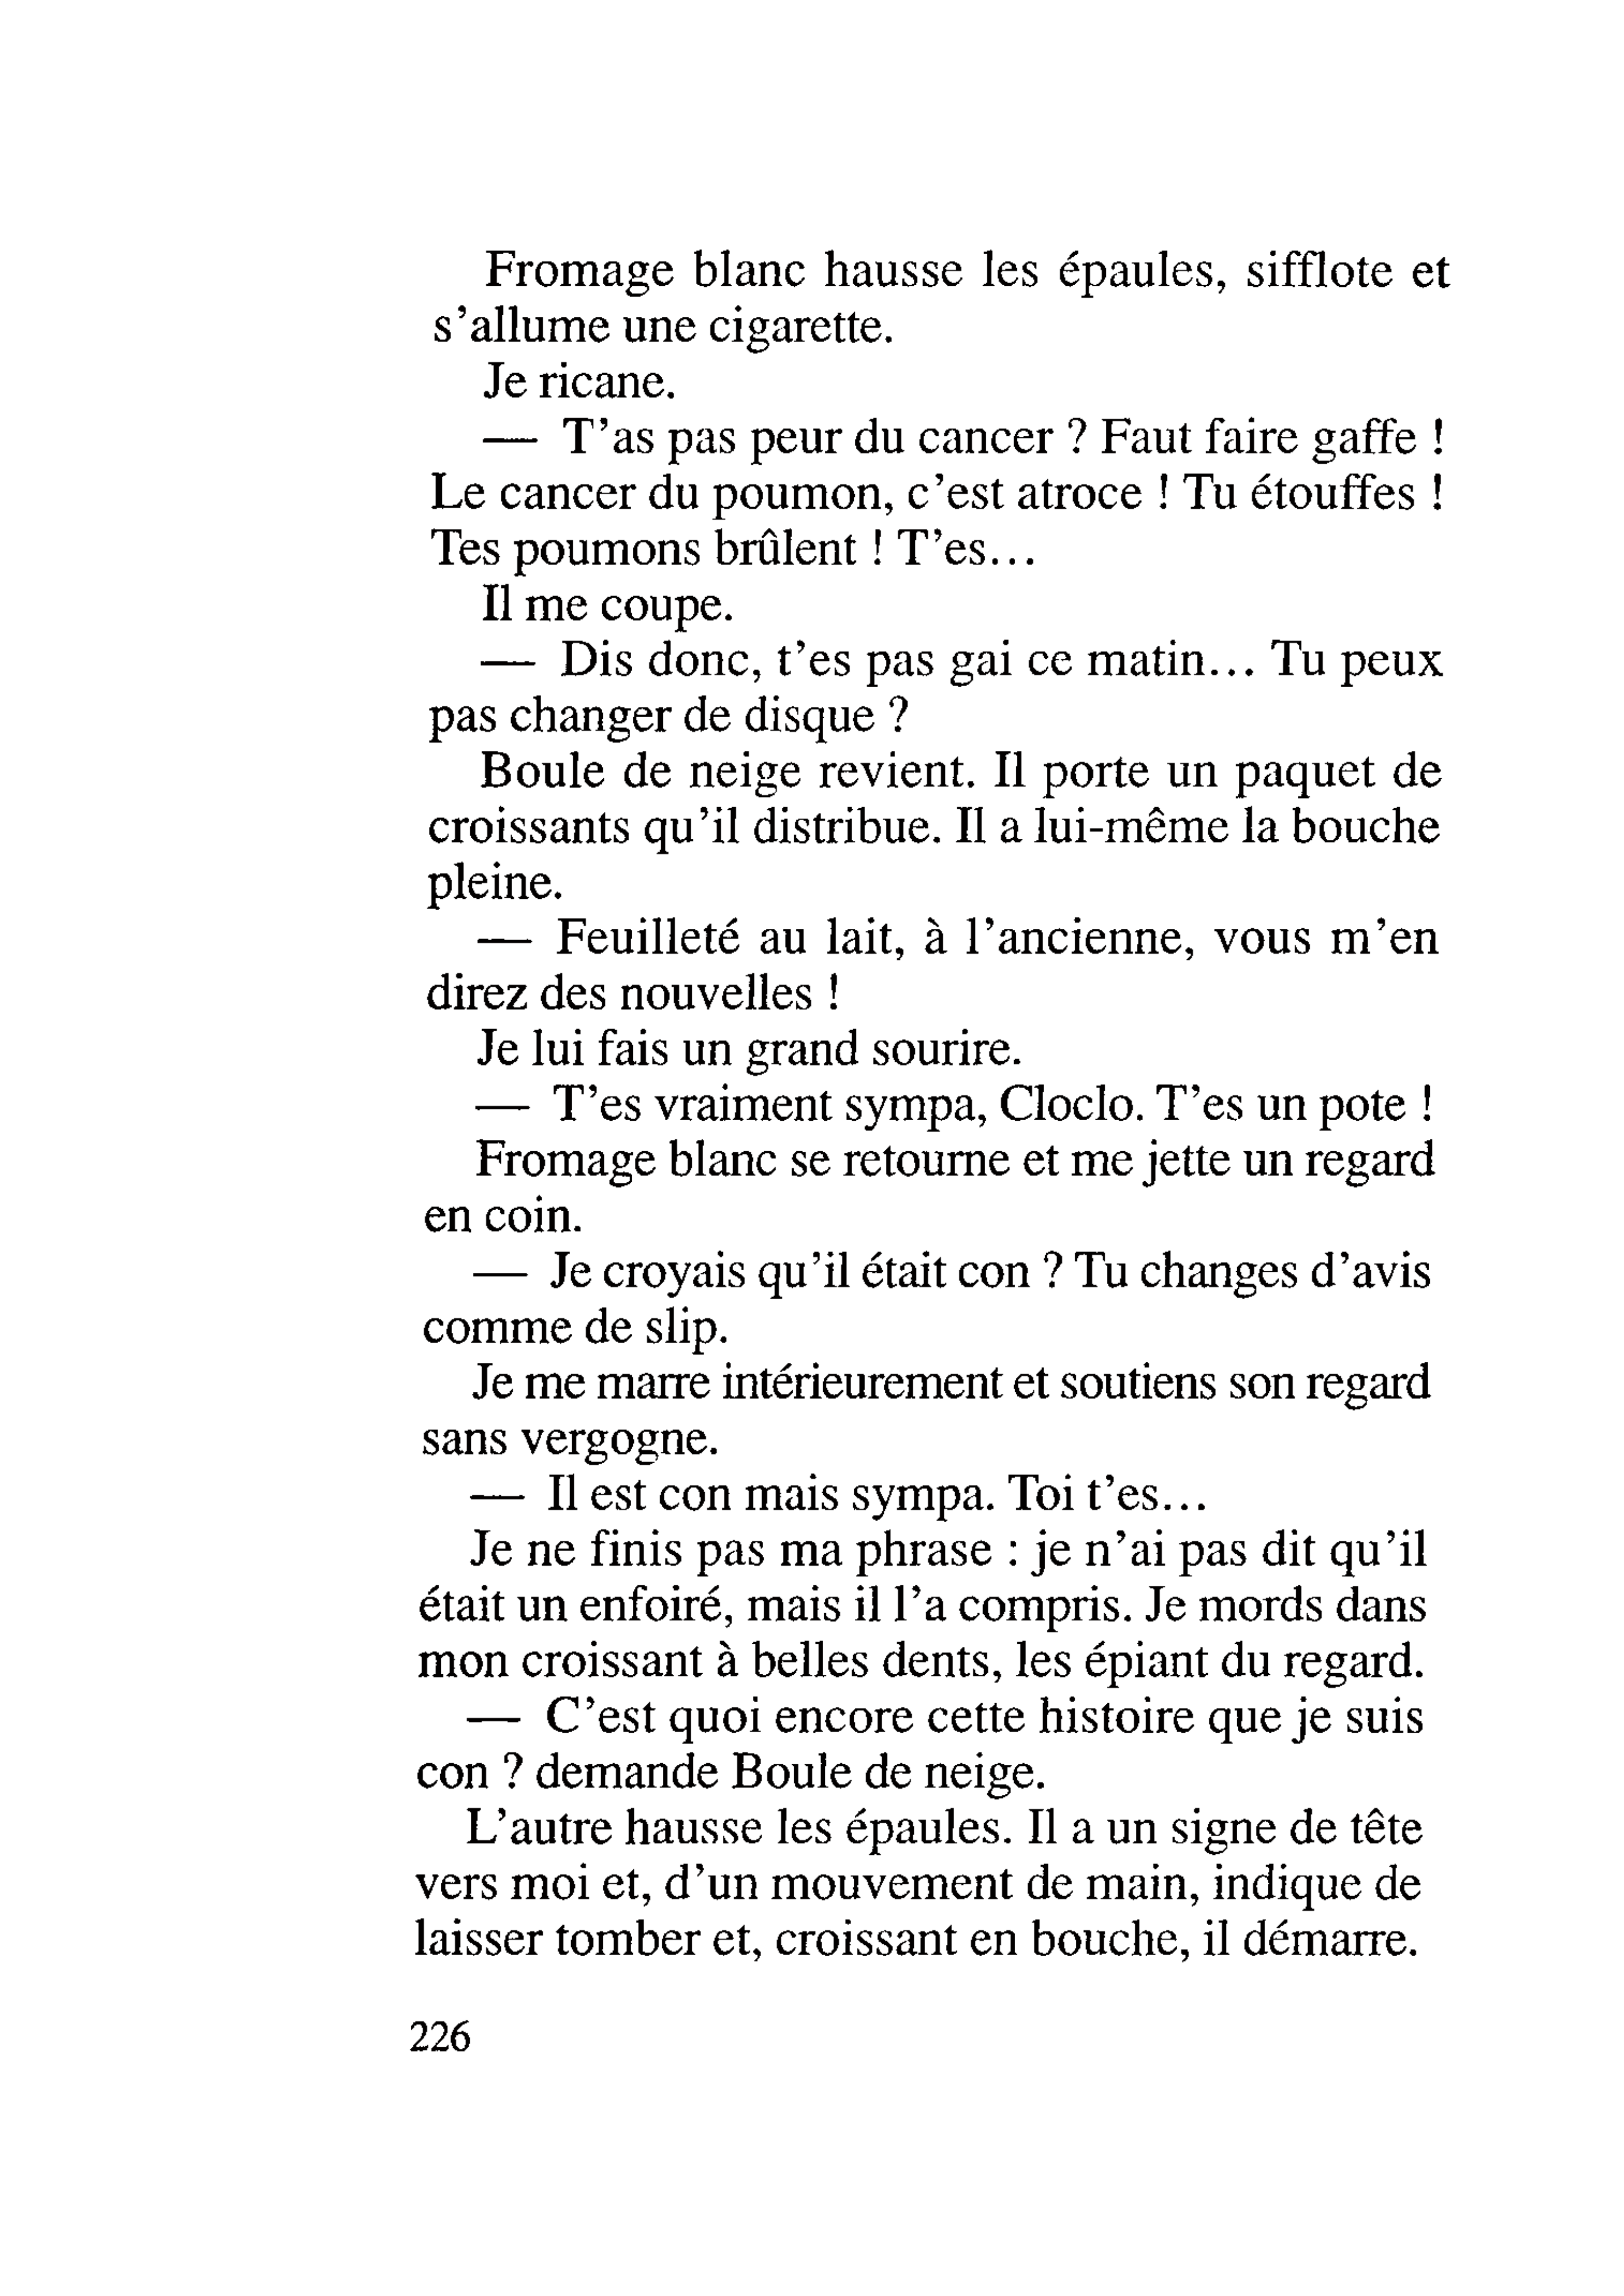 Fromage blanc hausse les épaules, sifflote et
s’allume une cigarette.
Je ricane.
— T’as pas peur du cancer ? Faut faire gaffe !
Le cancer du poumon, c’est atroce ! Tu étouffes !
Tes poumons brûlent ! T’es…
Il me coupe.
— Dis donc, t’es pas gai ce matin… Tu peux
pas changer de disque ?
Boule de neige revient. Il porte un paquet de
croissants qu’il distribue. Il a lui-même la bouche
pleine.
— Feuilleté au lait, à l’ancienne, vous m’en
direz des nouvelles !
Je lui fais un grand sourire.
— T’es vraiment sympa, Cloclo. T’es un pote !
Fromage blanc se retourne et me jette un regard
en coin.
— Je croyais qu’il était con ? Tu changes d’avis
comme de slip.
Je me marre intérieurement et soutiens son regard
sans vergogne.
— Il est con mais sympa. Toi t’es…
Je ne finis pas ma phrase : je n’ai pas dit qu’il
était un enfoiré, mais il l’a compris. Je mords dans
mon croissant à belles dents, les épiant du regard.
— C’est quoi encore cette histoire que je suis
con ? demande Boule de neige.
L’autre hausse les épaules. Il a un signe de tête
vers moi et, d’un mouvement de main, indique de
laisser tomber et, croissant en bouche, il démarre.
226